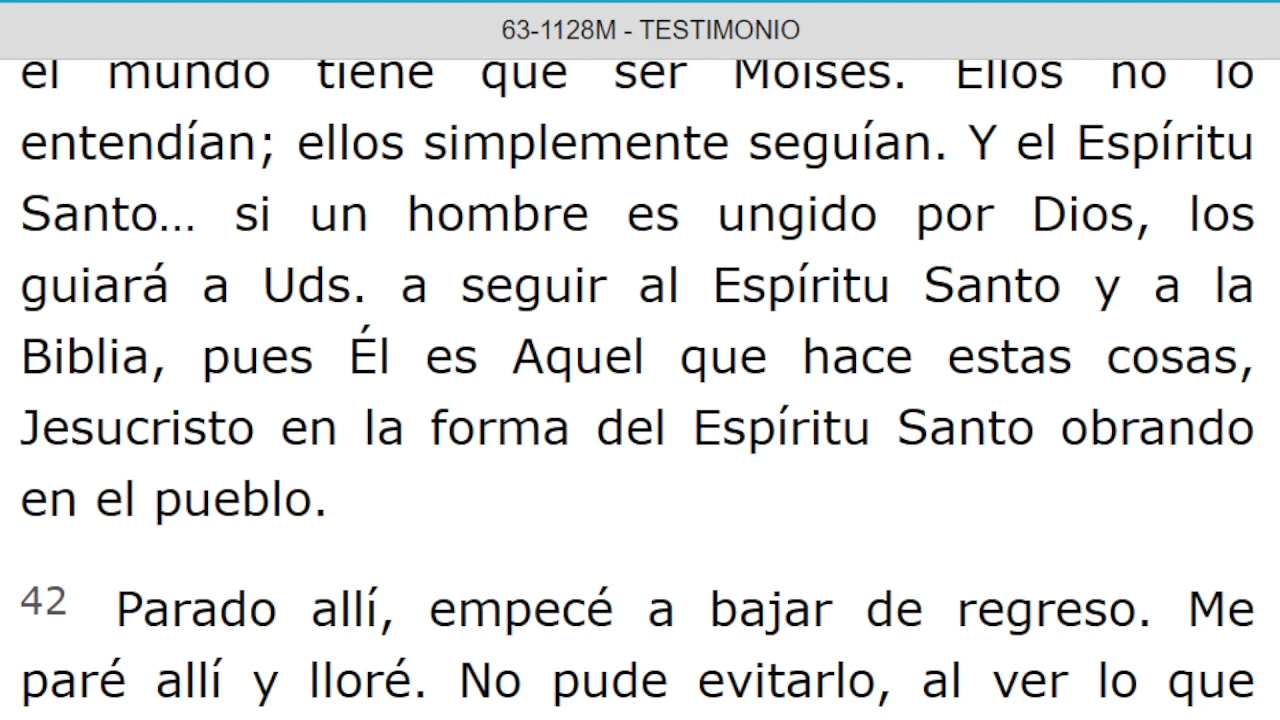 63-1128M - TESTIMONIO
el mundo tiene que ser Moisés. Ellos no lo
entendían; ellos simplemente seguían. Y el Espíritu
Santo… si un hombre es ungido por Dios, los
guiará a Uds. a seguir al Espíritu Santo y a la
Biblia, pues Él es Aquel que hace estas cosas,
Jesucristo en la forma del Espíritu Santo obrando
en el pueblo.
42 Parado allí, empecé a bajar de regreso. Me
paré allí y lloré. No pude evitarlo, al ver lo que